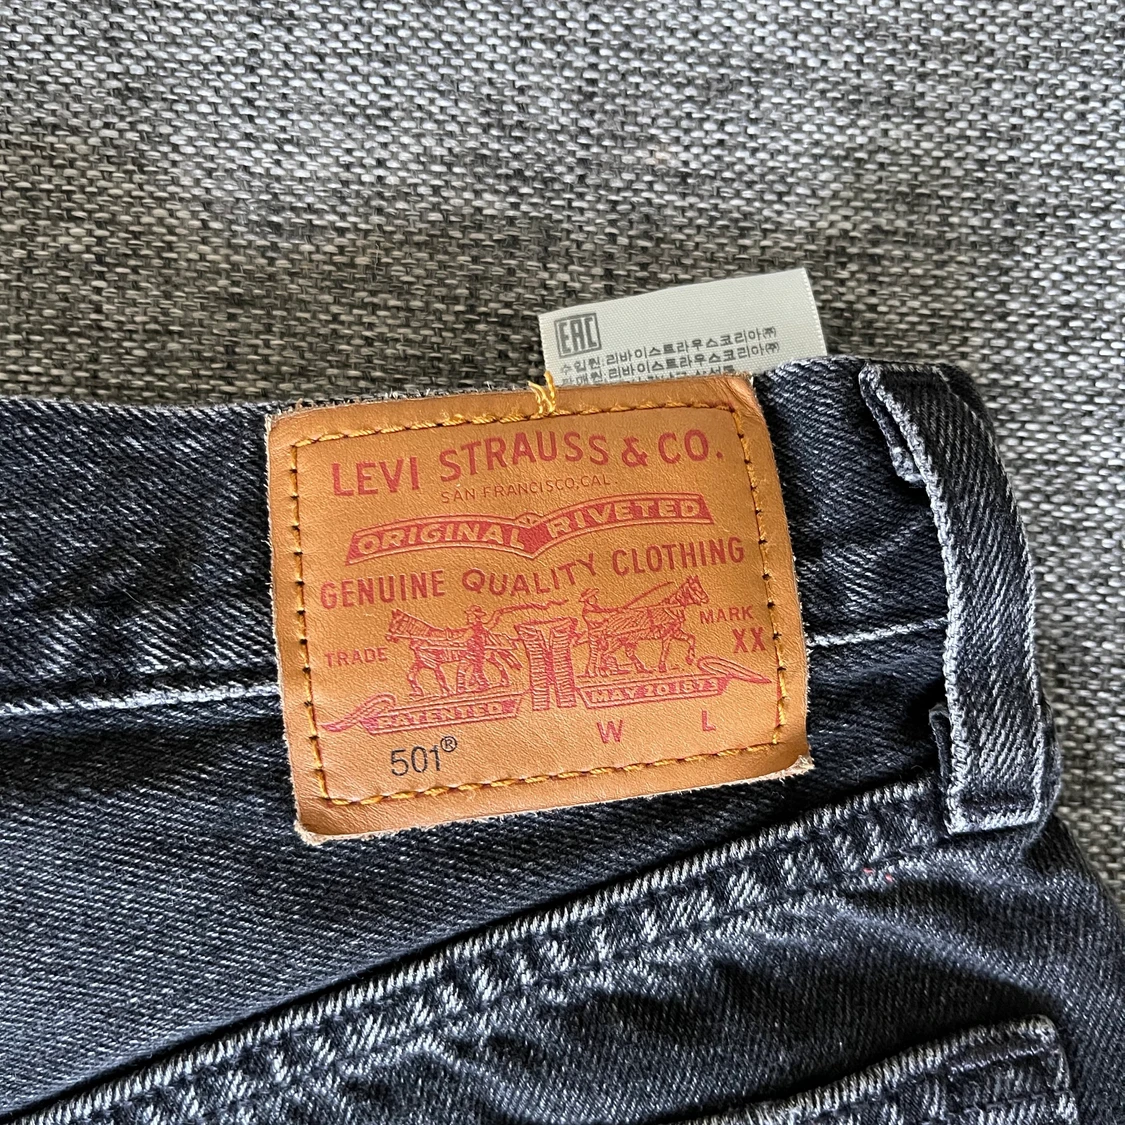 EAC
수입원:리바이스트라우스코리아㈜
판매원:리바이스트라우스코리아㈜
LEVI STRAUSS & CO.
SAN FRANCISCO, CAL.
ORIGINAL RIVETED
GENUINE QUALITY CLOTHING
TRADE MARK
XX
PATENTED MAY 20 1873
W L
501®